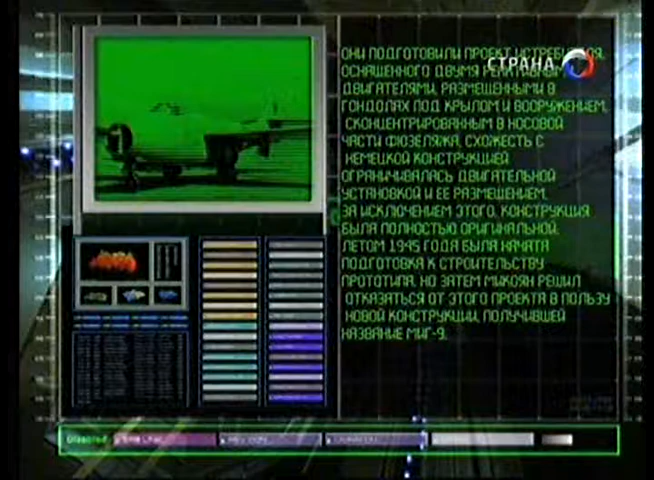 СТРАНА
ОНИ ПОДГОТОВИЛИ ПРОЕКТ
ОСНАЩЕННОГО ДВУМЯ
ДВИГАТЕЛЯМИ, РАЗМЕЩЕННЫМИ В
ГОНДОЛАХ ПОД КРЫЛОМ И ВООРУЖЕНИЕМ,
СКОНЦЕНТРИРОВАННЫМ В НОСОВОЙ
ЧАСТИ ФЮЗЕЛЯЖА, СХОЖЕСТЬ С
НЕМЕЦКОЙ КОНСТРУКЦИЕЙ
ОГРАНИЧИВАЛАСЬ ДВИГАТЕЛЬНОЙ
УСТАНОВКОЙ И ЕЕ РАЗМЕЩЕНИЕМ.
ЗА ИСКЛЮЧЕНИЕМ ЭТОГО, КОНСТРУКЦИЯ
БЫЛА ПОЛНОСТЬЮ ОРИГИНАЛЬНОЙ.
ЛЕТОМ 1945 ГОДА БЫЛА НАЧАТА
ПОДГОТОВКА К СТРОИТЕЛЬСТВУ
ПРОТОТИПА, НО ЗАТЕМ МИКОЯН РЕШИЛ
ОТКАЗАТЬСЯ ОТ ЭТОГО ПРОЕКТА В ПОЛЬЗУ
НОВОЙ КОНСТРУКЦИИ, ПОЛУЧИВШЕЙ
НАЗВАНИЕ МИГ-9.